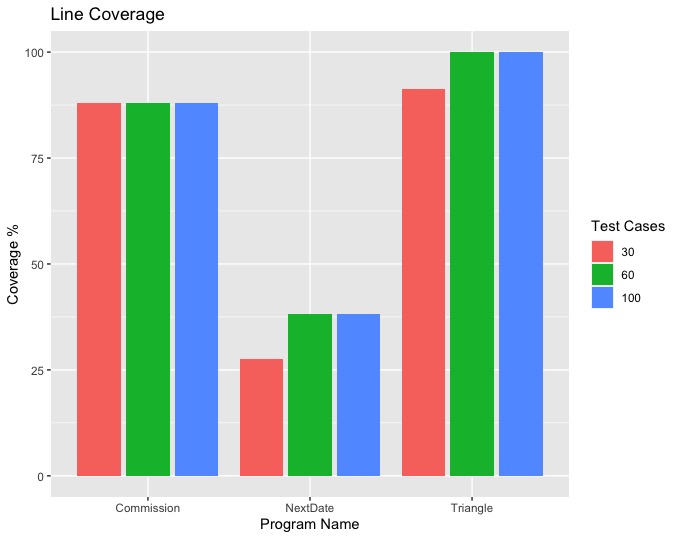 Line Coverage
Coverage %
100
75
50
25
0
Commission NextDate Triangle
Program Name
Test Cases
30
60
100